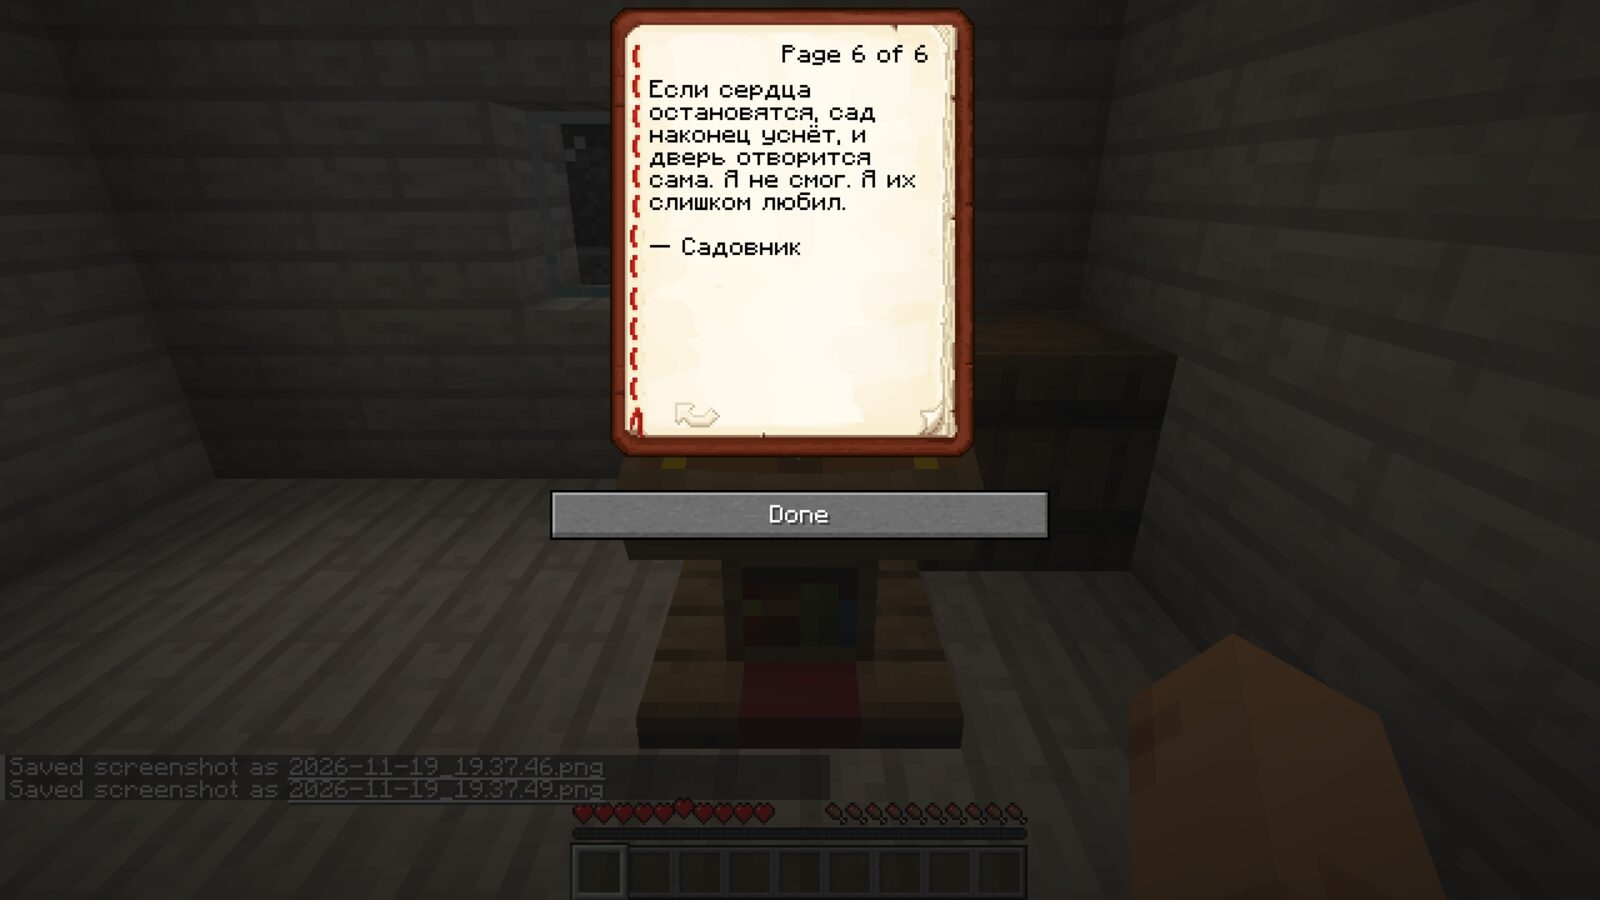 Page 6 of 6
Если сердца
остановятся, сад
наконец уснёт, и
дверь отворится
сама. Я не смог. Я их
слишком любил.
— Садовник
Done
Saved screenshot as 2026-11-19_19.37.46.png
Saved screenshot as 2026-11-19_19.37.49.png